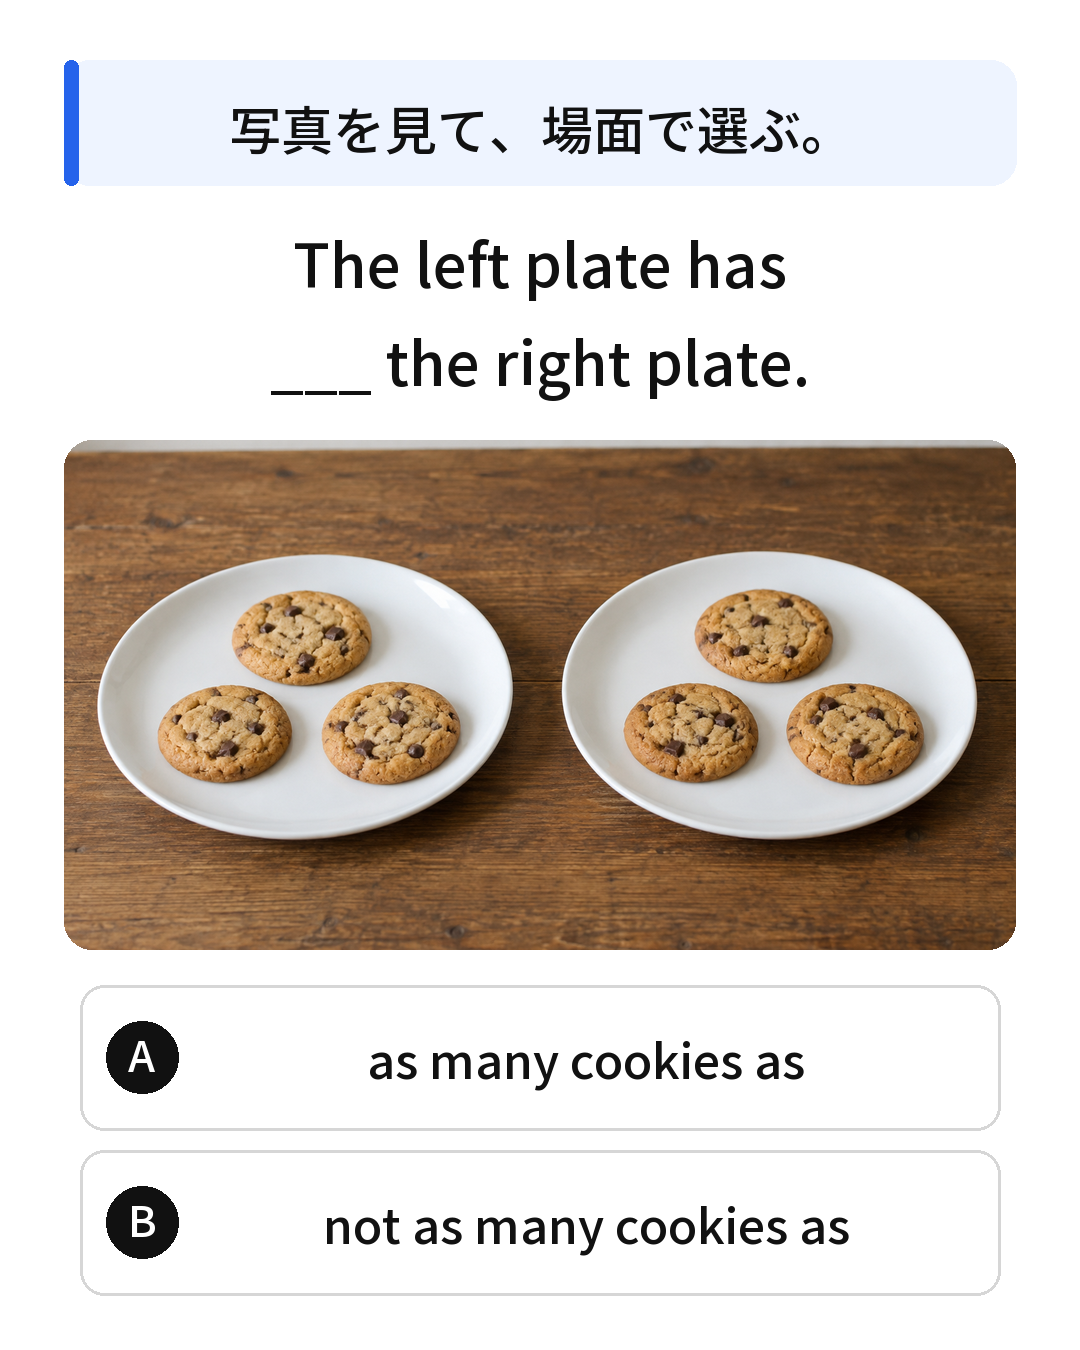 写真を見て、場面で選ぶ。
The left plate has
___ the right plate.
A as many cookies as
B not as many cookies as